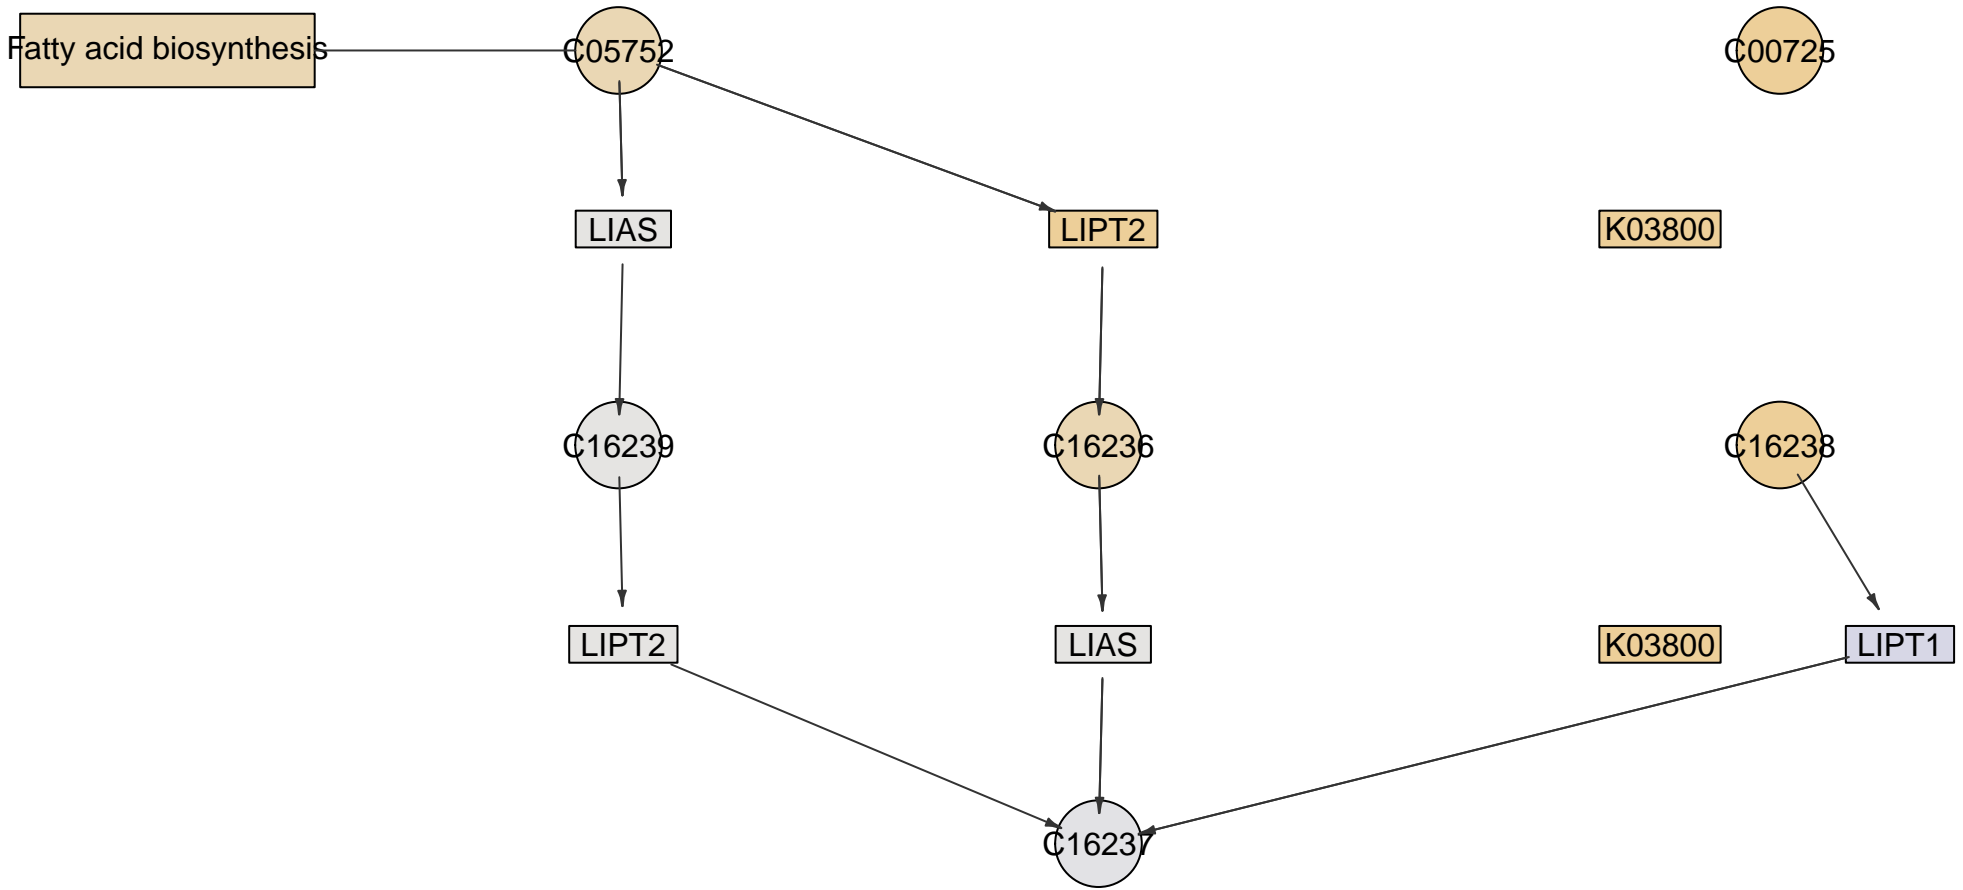 Fatty acid biosynthesis
C05752
C00725
LIAS
LIPT2
K03800
C16239
C16236
C16238
LIPT2
LIAS
K03800
LIPT1
C16237